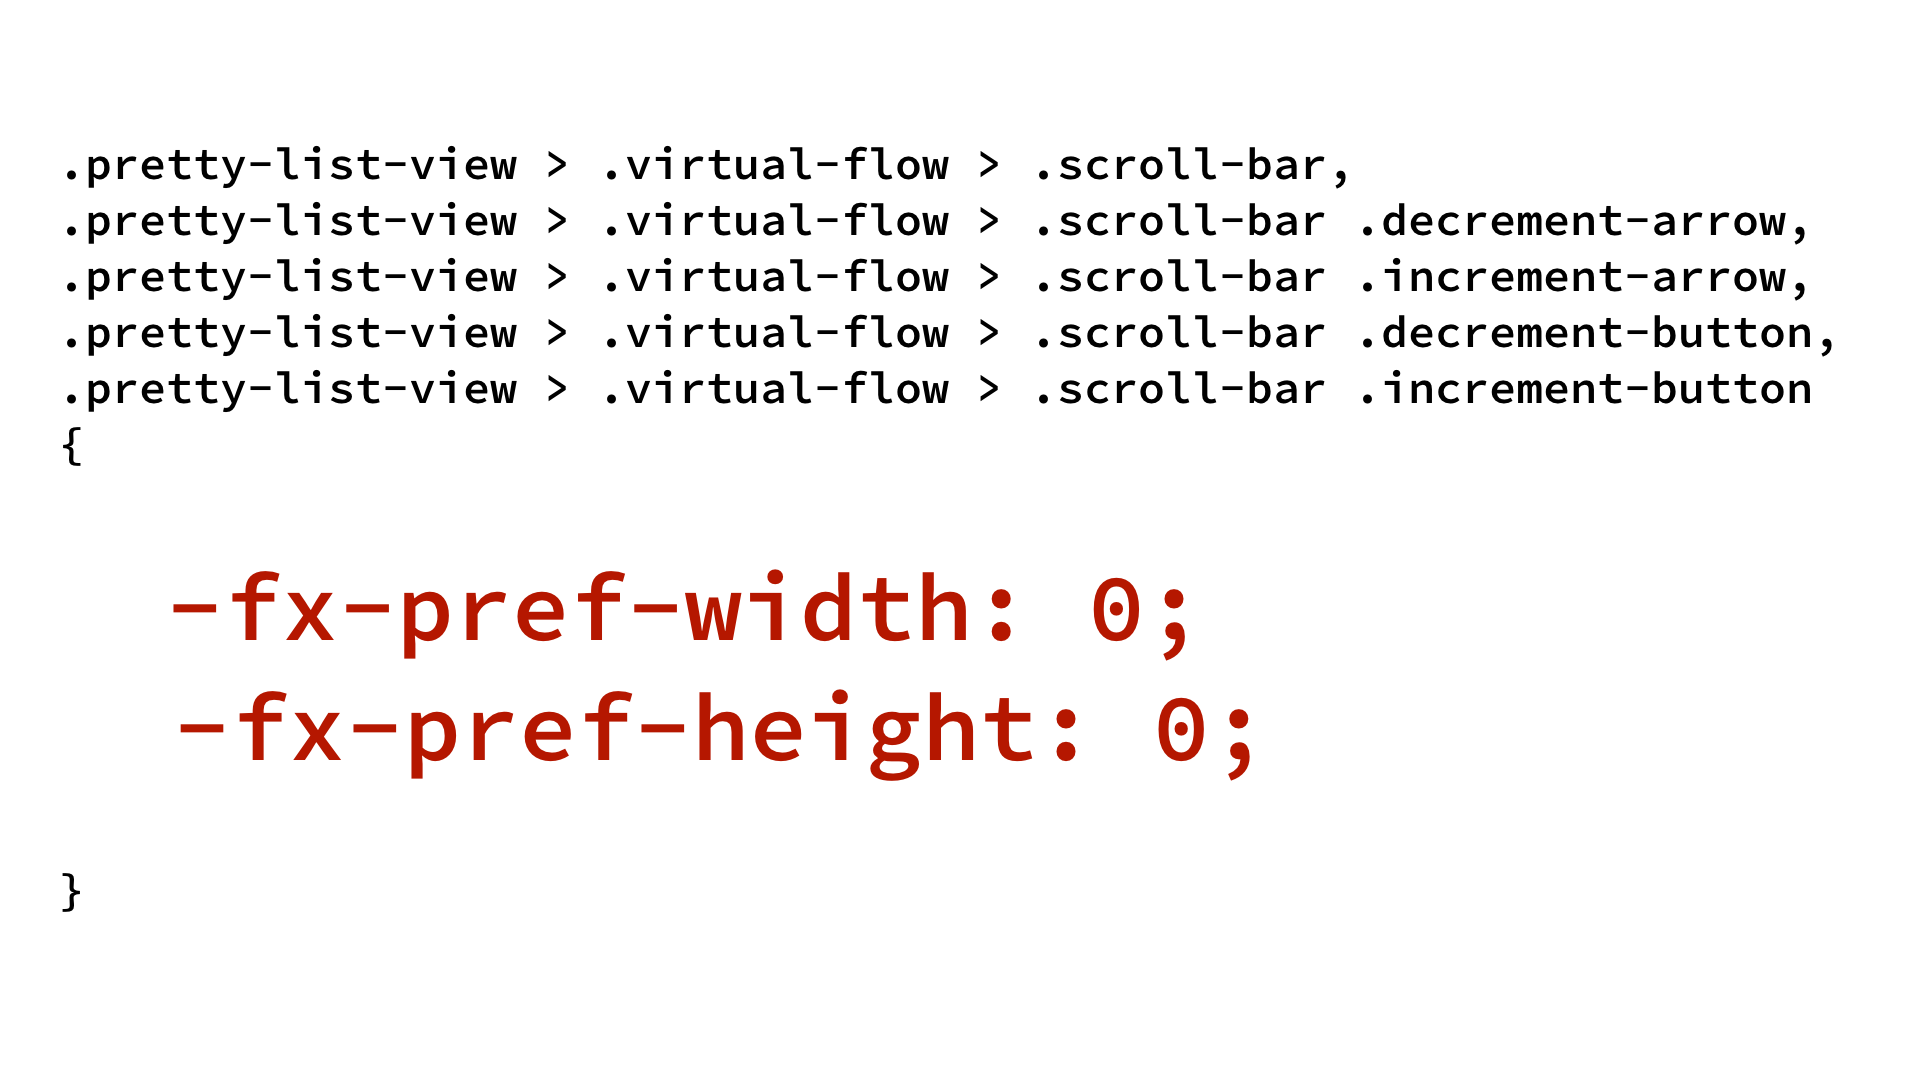 .pretty-list-view > .virtual-flow > .scroll-bar,
.pretty-list-view > .virtual-flow > .scroll-bar .decrement-arrow,
.pretty-list-view > .virtual-flow > .scroll-bar .increment-arrow,
.pretty-list-view > .virtual-flow > .scroll-bar .decrement-button,
.pretty-list-view > .virtual-flow > .scroll-bar .increment-button
{
-fx-pref-width: 0;
-fx-pref-height: 0;
}